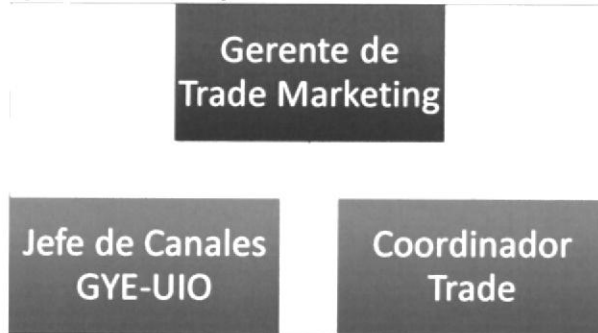 Gerente de
Trade Marketing
Jefe de Canales
GYE-UIO
Coordinador
Trade